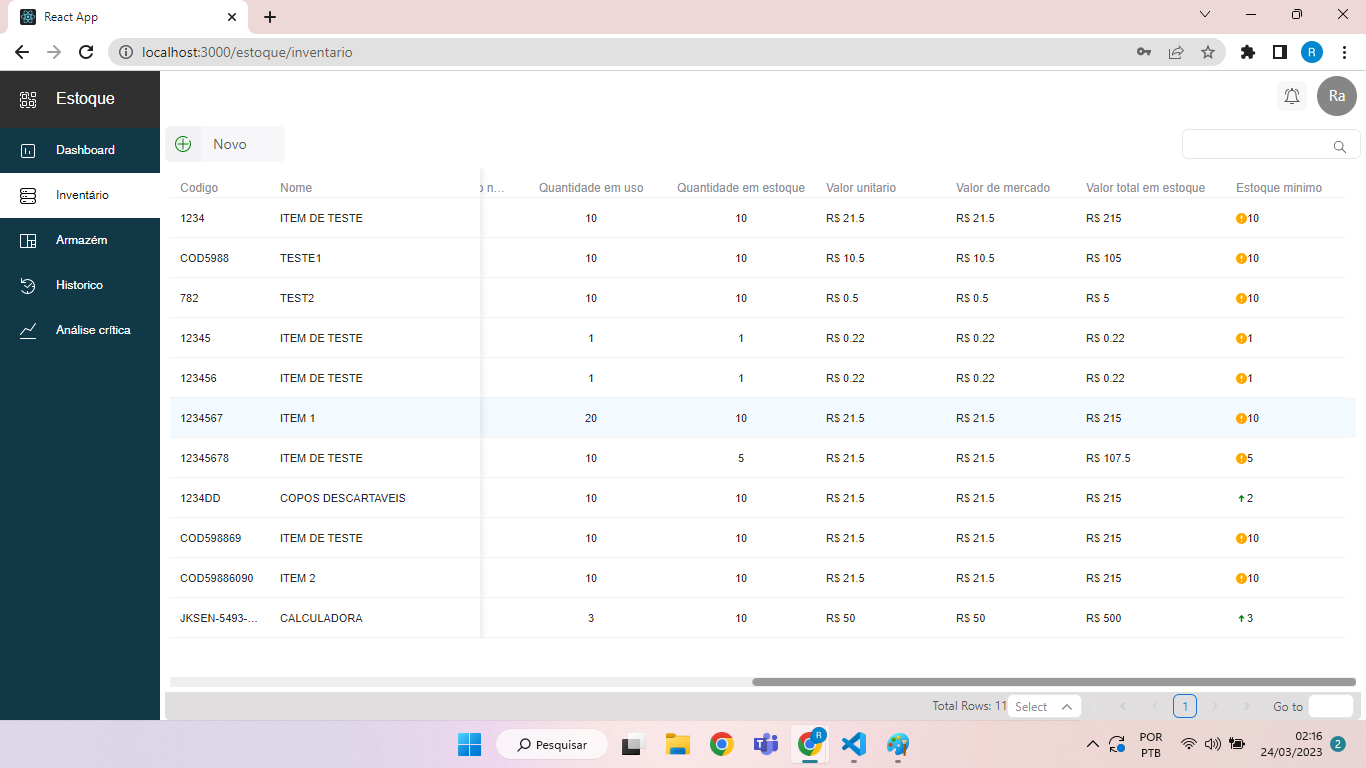 React App
localhost:3000/estoque/inventario
R
Estoque
Ra
Dashboard
Inventário
Armazém
Historico
Análise crítica
Novo
Codigo Nome o n... Quantidade em uso Quantidade em estoque Valor unitario Valor de mercado Valor total em estoque Estoque minimo
1234 ITEM DE TESTE 10 10 R$ 21.5 R$ 21.5 R$ 215 10
COD5988 TESTE1 10 10 R$ 10.5 R$ 10.5 R$ 105 10
782 TEST2 10 10 R$ 0.5 R$ 0.5 R$ 5 10
12345 ITEM DE TESTE 1 1 R$ 0.22 R$ 0.22 R$ 0.22 1
123456 ITEM DE TESTE 1 1 R$ 0.22 R$ 0.22 R$ 0.22 1
1234567 ITEM 1 20 10 R$ 21.5 R$ 21.5 R$ 215 10
12345678 ITEM DE TESTE 10 5 R$ 21.5 R$ 21.5 R$ 107.5 5
1234DD COPOS DESCARTAVEIS 10 10 R$ 21.5 R$ 21.5 R$ 215 2
COD598869 ITEM DE TESTE 10 10 R$ 21.5 R$ 21.5 R$ 215 10
COD59886090 ITEM 2 10 10 R$ 21.5 R$ 21.5 R$ 215 10
JKSEN-5493-... CALCULADORA 3 10 R$ 50 R$ 50 R$ 500 3
Total Rows: 11 Select 1 Go to
Pesquisar
R
POR
PTB
02:16
24/03/2023
2